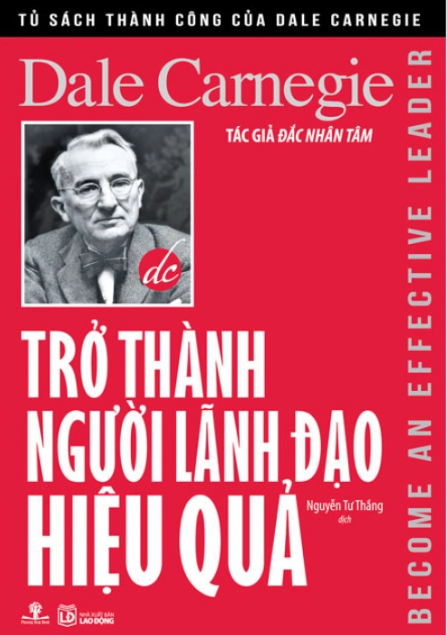 TỦ SÁCH THÀNH CÔNG CỦA DALE CARNEGIE
Dale Carnegie
TÁC GIẢ ĐẮC NHÂN TÂM
dc
TRỞ THÀNH
NGƯỜI LÃNH ĐẠO
HIỆU QUẢ
Nguyễn Tư Thắng
dịch
BECOME AN EFFECTIVE LEADER
NHÀ XUẤT BẢN
LAO ĐỘNG